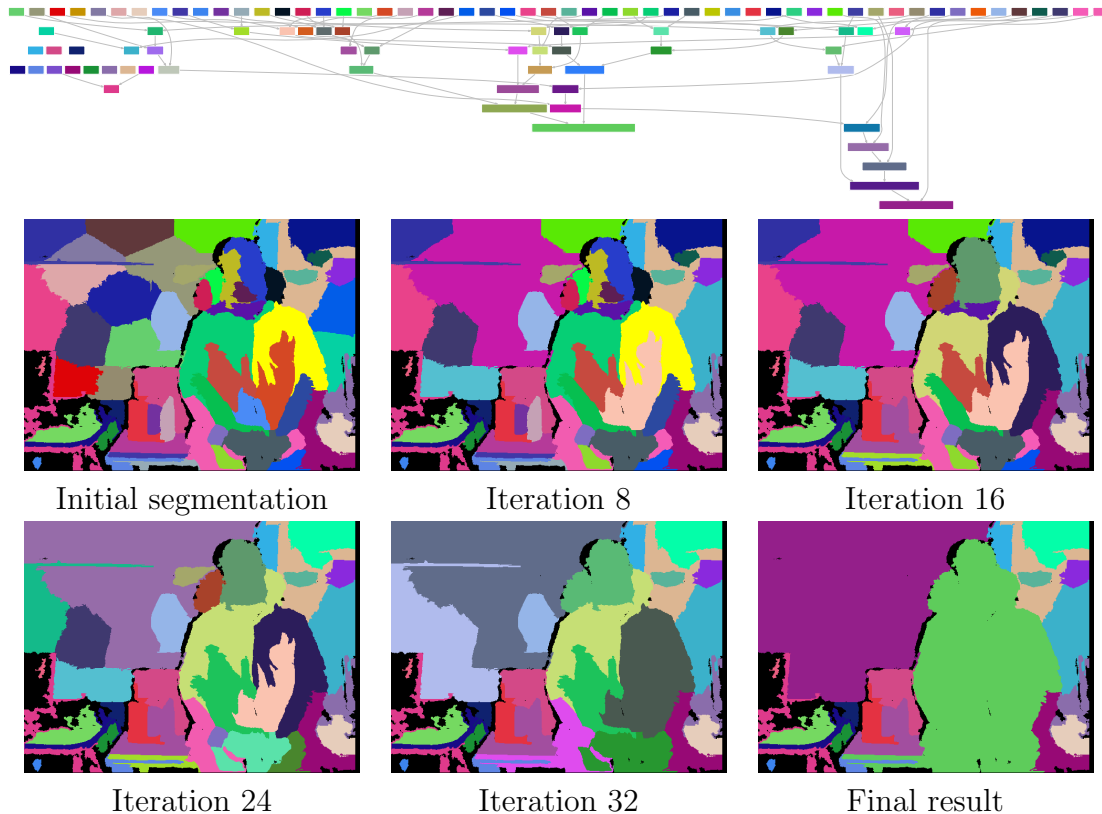 Initial segmentation
Iteration 8
Iteration 16
Iteration 24
Iteration 32
Final result